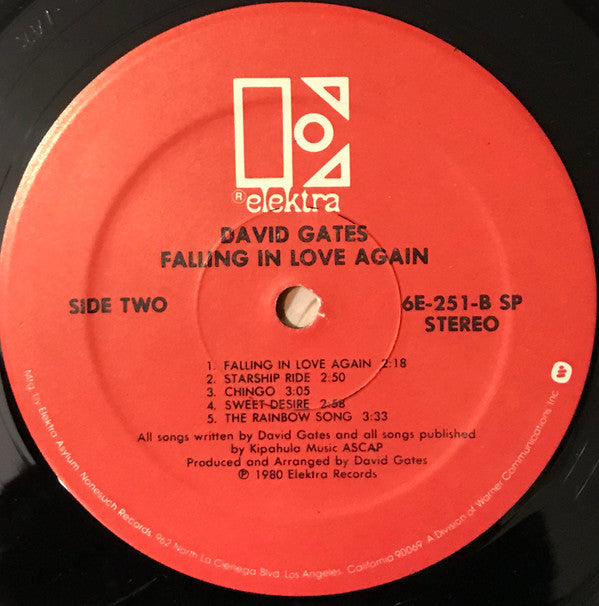 ® elektra
DAVID GATES
FALLING IN LOVE AGAIN
SIDE TWO
6E-251-B SP
STEREO
1. FALLING IN LOVE AGAIN 2:18
2. STARSHIP RIDE 2:50
3. CHINGO 3:05
4. SWEET DESIRE 2:58
5. THE RAINBOW SONG 3:33
All songs written by David Gates and all songs published
by Kipahula Music ASCAP
Produced and Arranged by David Gates
℗ 1980 Elektra Records
Mfg by Elektra Asylum Nonesuch Records. 962 North La Cienega Blvd. Los Angeles, California 90069. A Division of Warner Communications Inc.